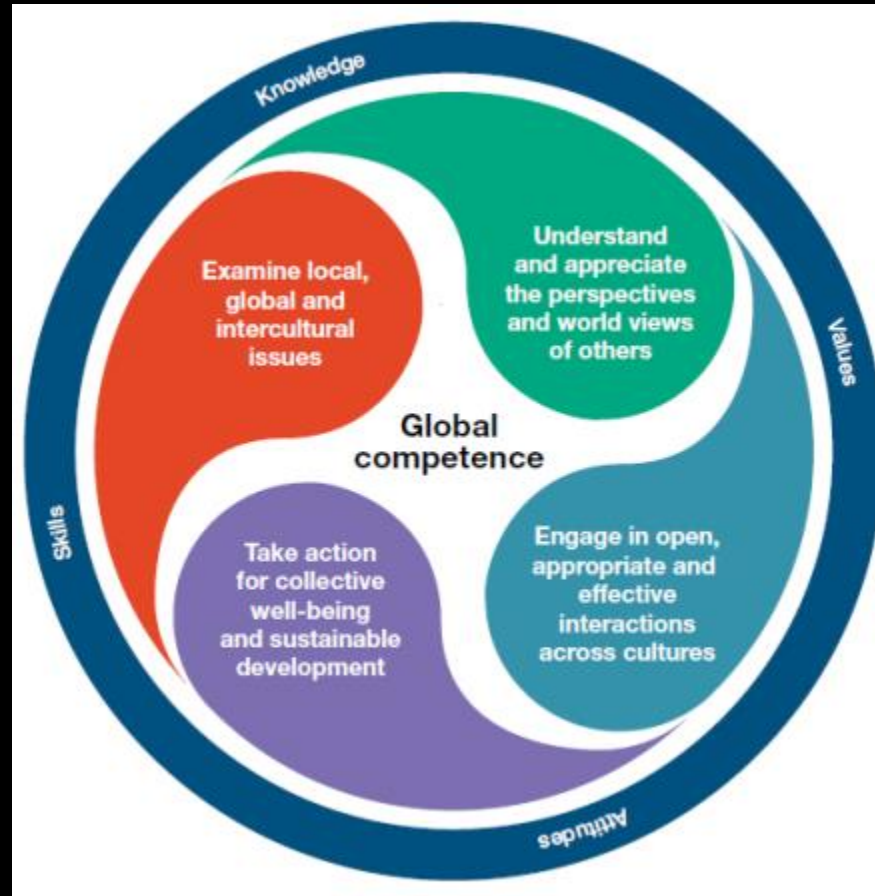 Knowledge
Examine local,
global and
intercultural
issues
Understand
and appreciate
the perspectives
and world views
of others
Values
Global
competence
Skills
Take action
for collective
well-being
and sustainable
development
Engage in open,
appropriate and
effective
interactions
across cultures
Attitudes